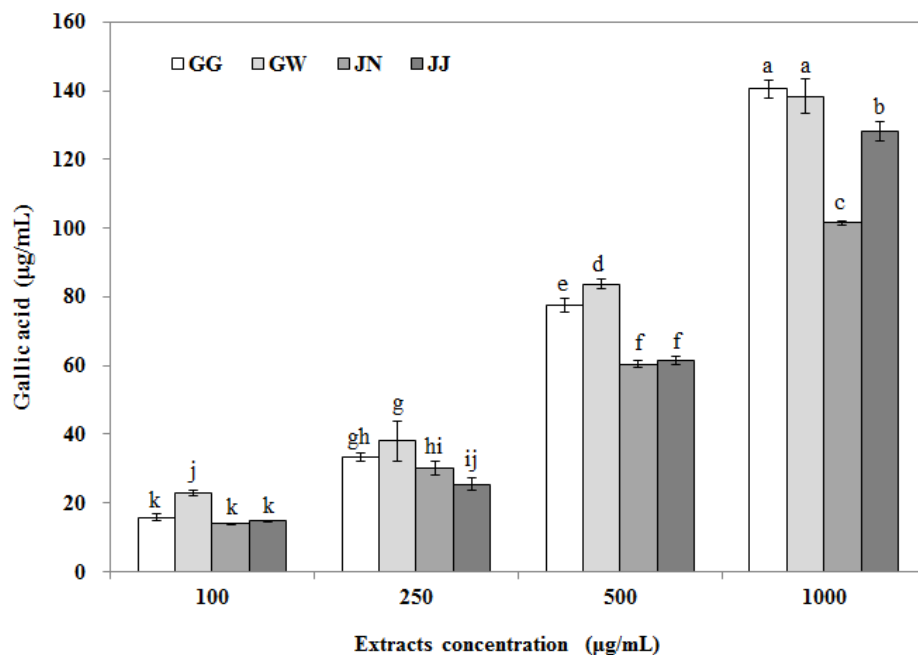 160
140
120
100
80
60
40
20
0
Gallic acid (µg/mL)
GG GW JN JJ
k j k k
gh g hi ij
e d f f
a a c b
100 250 500 1000
Extracts concentration (µg/mL)